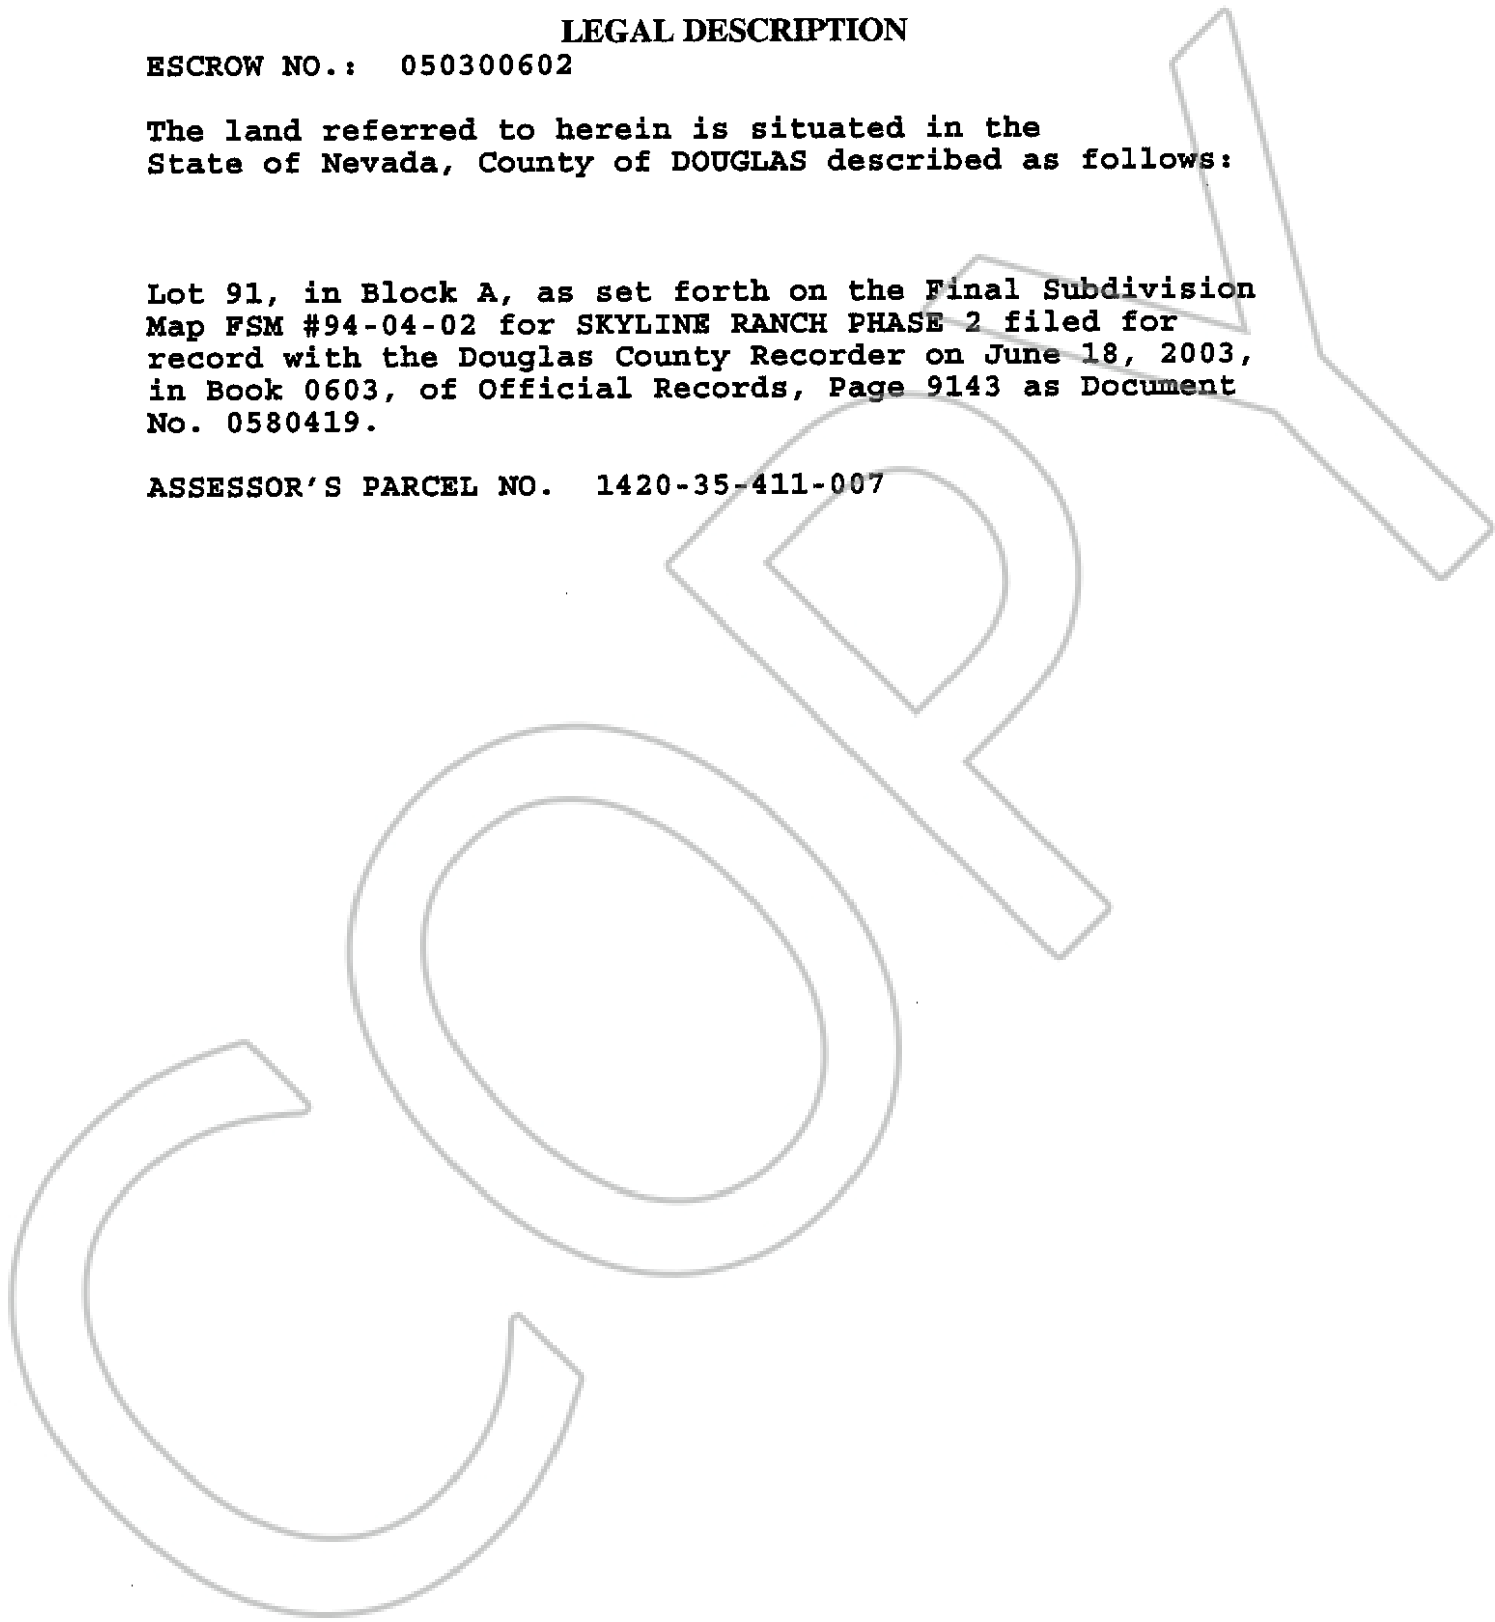 LEGAL DESCRIPTION
ESCROW NO.: 050300602
The land referred to herein is situated in the
State of Nevada, County of DOUGLAS described as follows:
Lot 91, in Block A, as set forth on the Final Subdivision
Map FSM #94-04-02 for SKYLINE RANCH PHASE 2 filed for
record with the Douglas County Recorder on June 18, 2003,
in Book 0603, of Official Records, Page 9143 as Document
No. 0580419.
ASSESSOR'S PARCEL NO. 1420-35-411-007
COPY